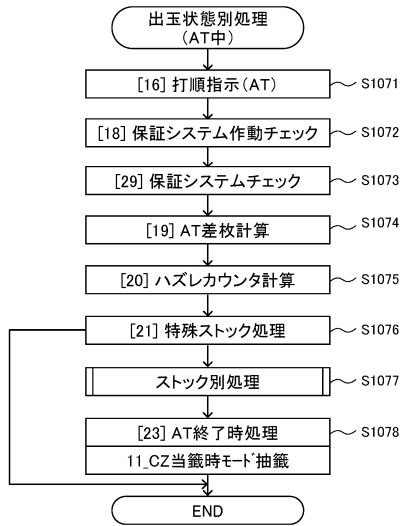 出玉状態別処理
(AT中)
[16] 打順指示(AT)
S1071
[18] 保証システム作動チェック
S1072
[29] 保証システムチェック
S1073
[19] AT差枚計算
S1074
[20] ハズレカウンタ計算
S1075
[21] 特殊ストック処理
S1076
ストック別処理
S1077
[23] AT終了時処理
S1078
11_CZ当籤時モード抽籤
END